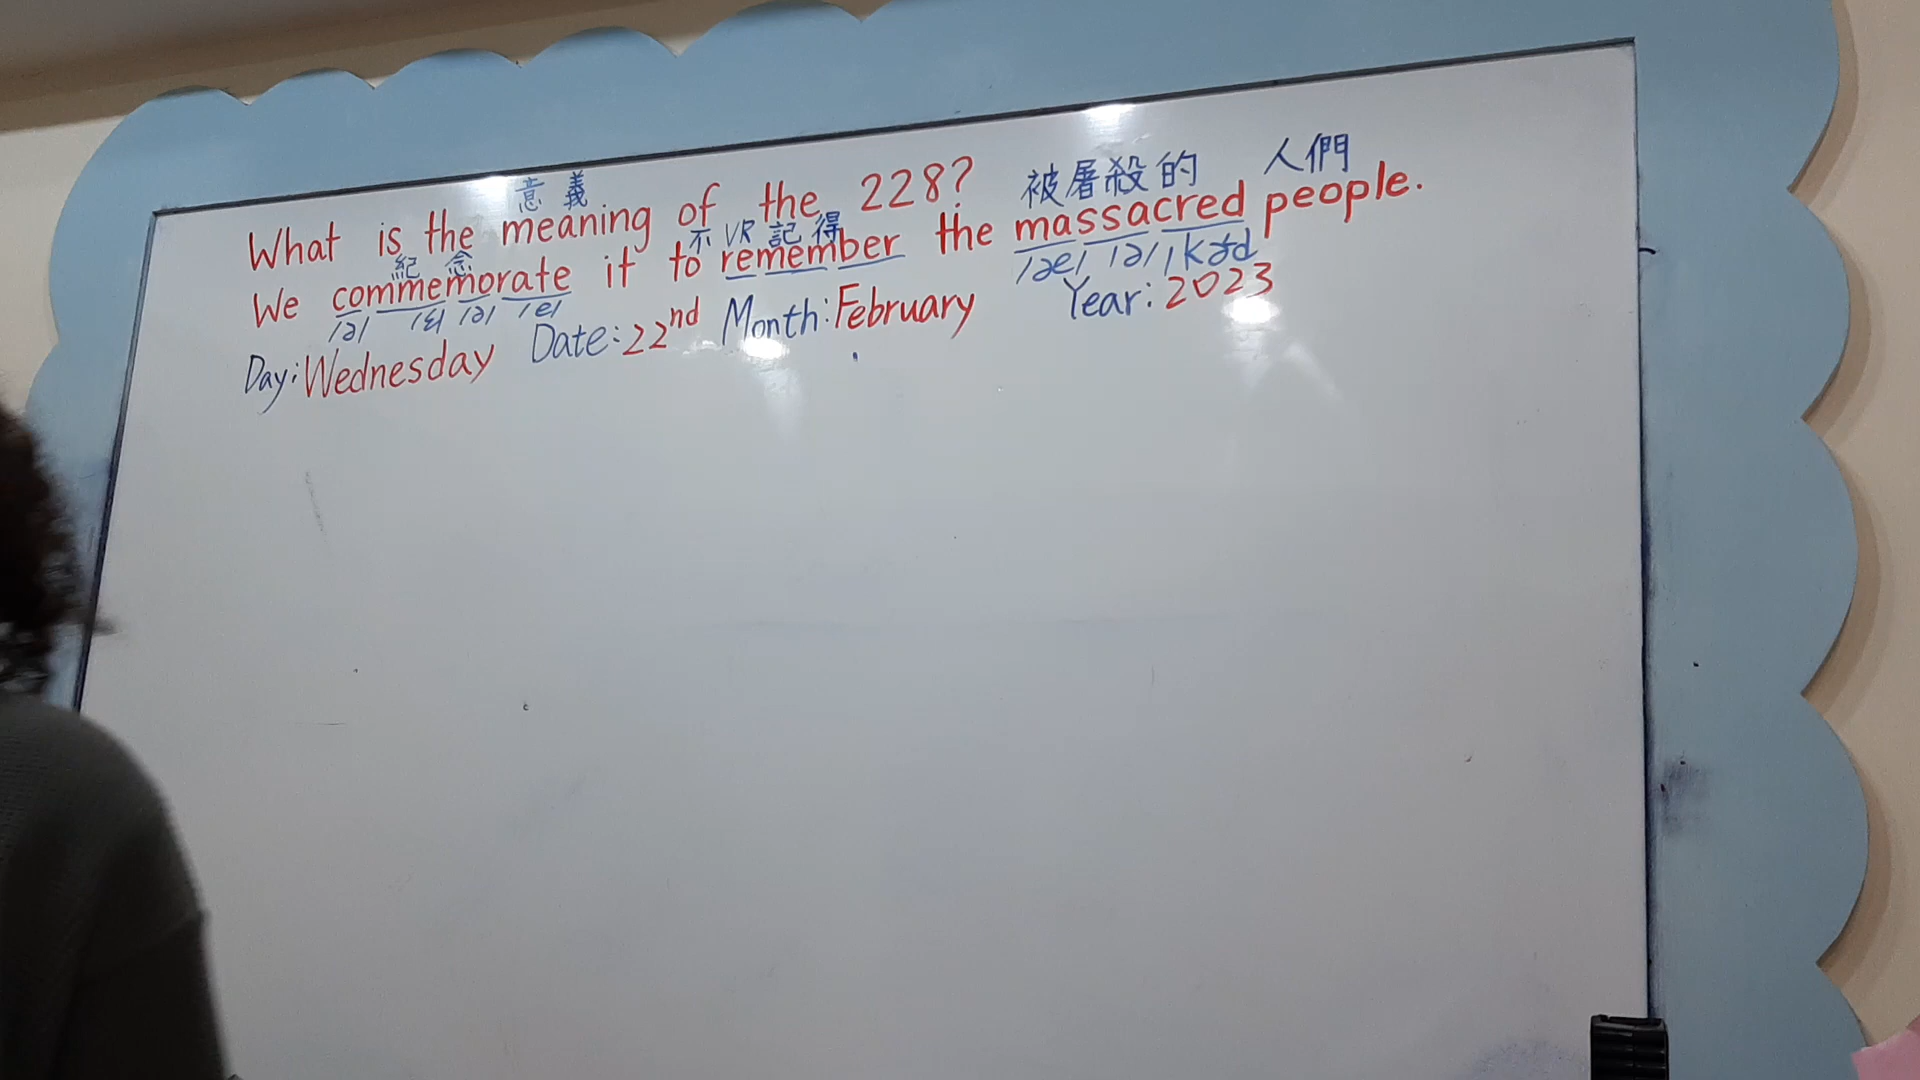 意義
What is the meaning of the 228?
被屠殺的 人們
紀念 不 VR 記得
We commemorate it to remember the massacred people.
/ə/ /ɛ/ /ə/ /e/ /æ/ /ə/ /kɚd
Day: Wednesday Date: 22nd Month: February Year: 2023